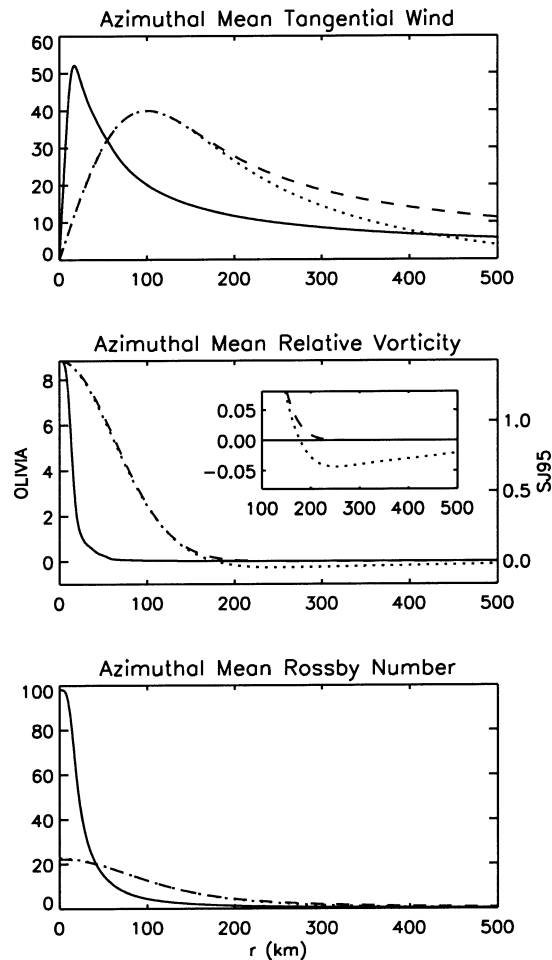 Azimuthal Mean Tangential Wind
60
50
40
30
20
10
0
0 100 200 300 400 500
Azimuthal Mean Relative Vorticity
8
6
4
2
0
OLIVIA
1.0
0.5
0.0
SJ95
0.05
0.00
−0.05
100 200 300 400 500
0 100 200 300 400 500
Azimuthal Mean Rossby Number
100
80
60
40
20
0
0 100 200 300 400 500
r (km)